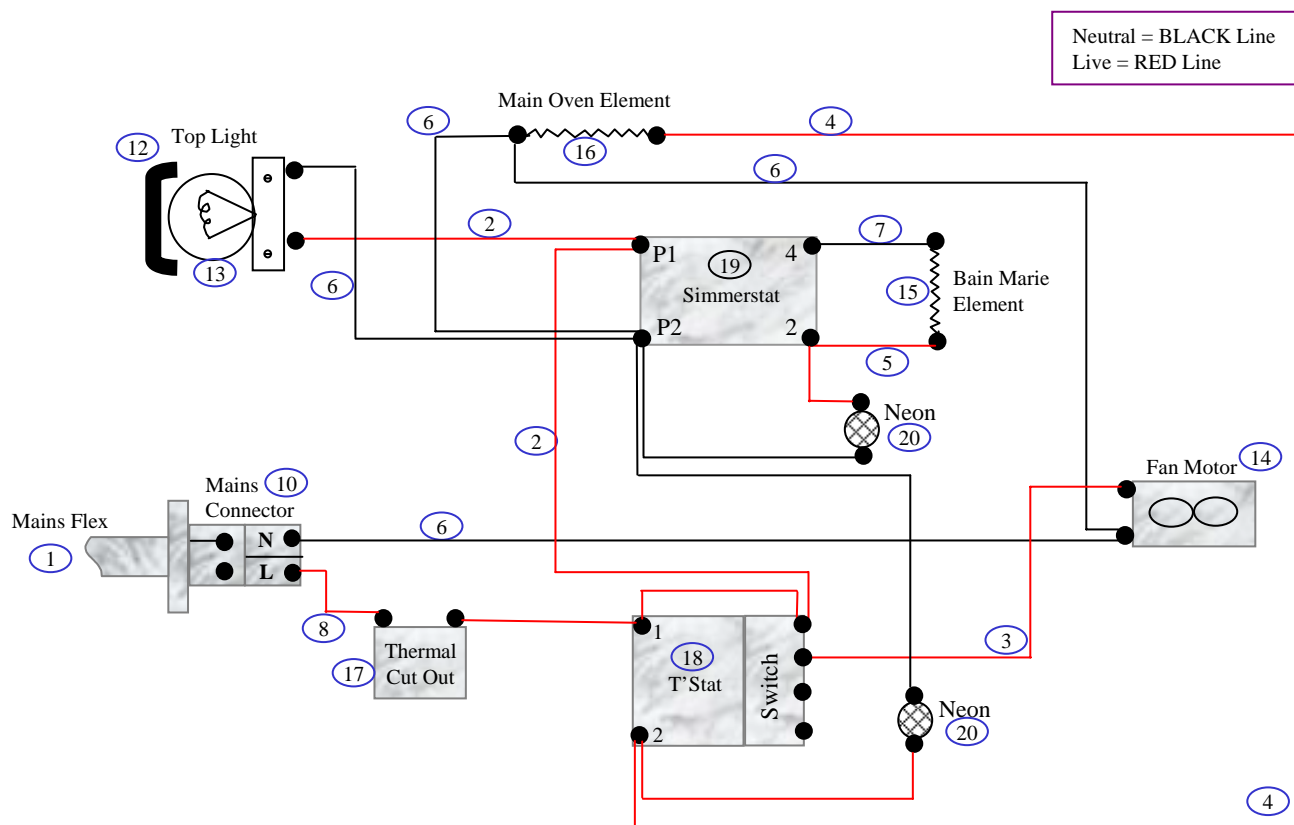 Neutral = BLACK Line
Live = RED Line
Main Oven Element
6
4
16
Top Light
12
6
2
7
P1
19
4
13
Simmerstat
15
Bain Marie
Element
6
P2
2
5
Neon
20
2
Fan Motor
14
Mains
Connector
10
Mains Flex
1
N
6
L
8
Thermal
Cut Out
17
1
18
T'Stat
Switch
3
2
Neon
20
4